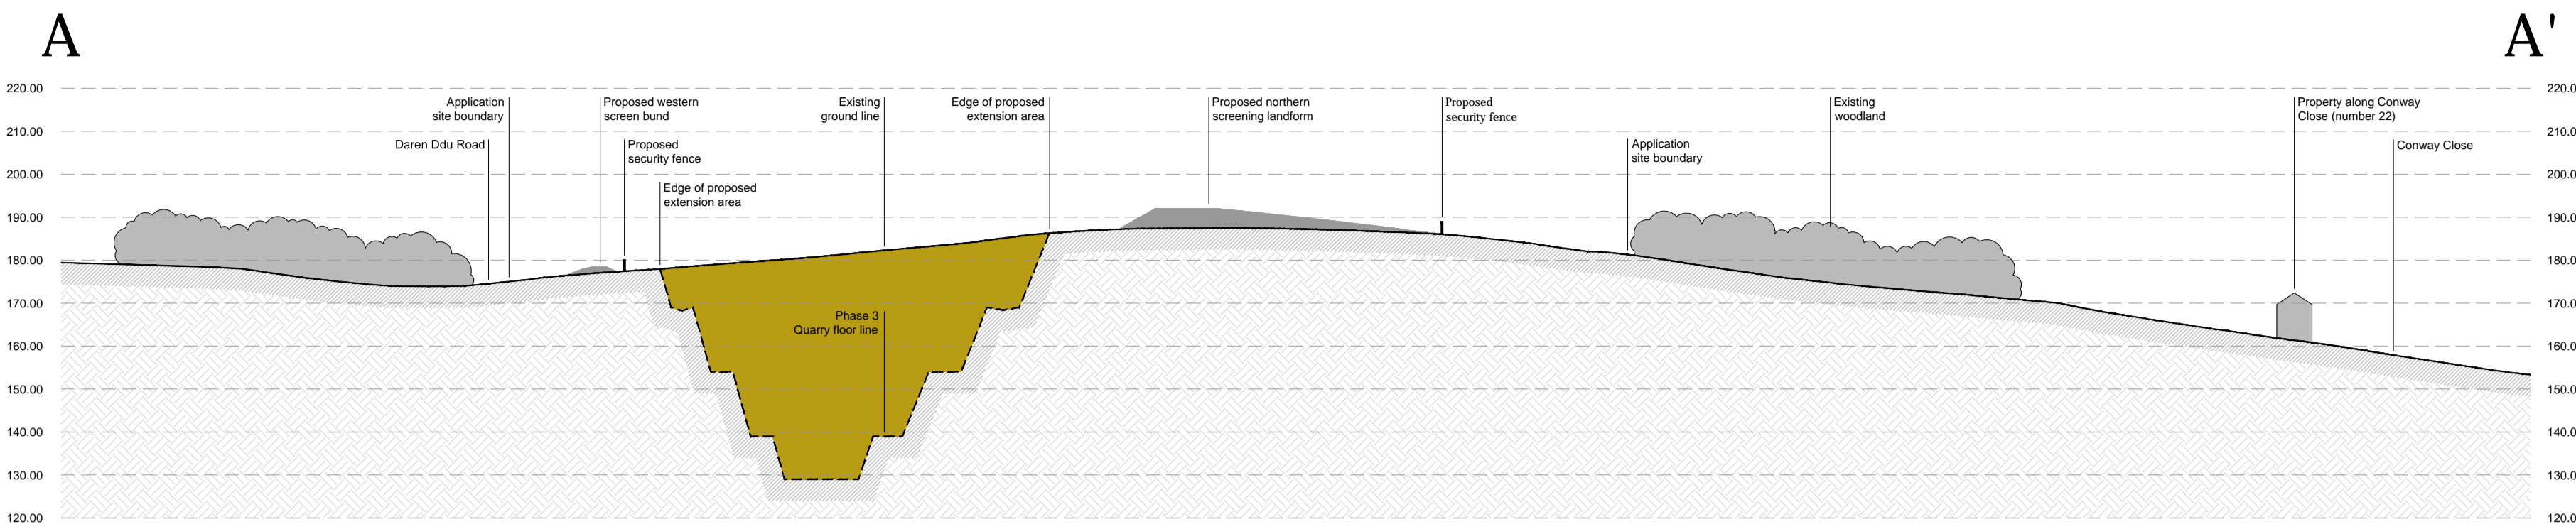 A
A'
220.00
220.0
Application
site boundary
Proposed western
screen bund
Existing
ground line
Edge of proposed
extension area
Proposed northern
screening landform
Proposed
security fence
Existing
woodland
Property along Conway
Close (number 22)
210.00
210.0
Daren Ddu Road
Proposed
security fence
Application
site boundary
Conway Close
200.00
200.0
Edge of proposed
extension area
190.00
190.0
180.00
180.0
170.00
170.0
Phase 3
Quarry floor line
160.00
160.0
150.00
150.0
140.00
140.0
130.00
130.0
120.00
120.0